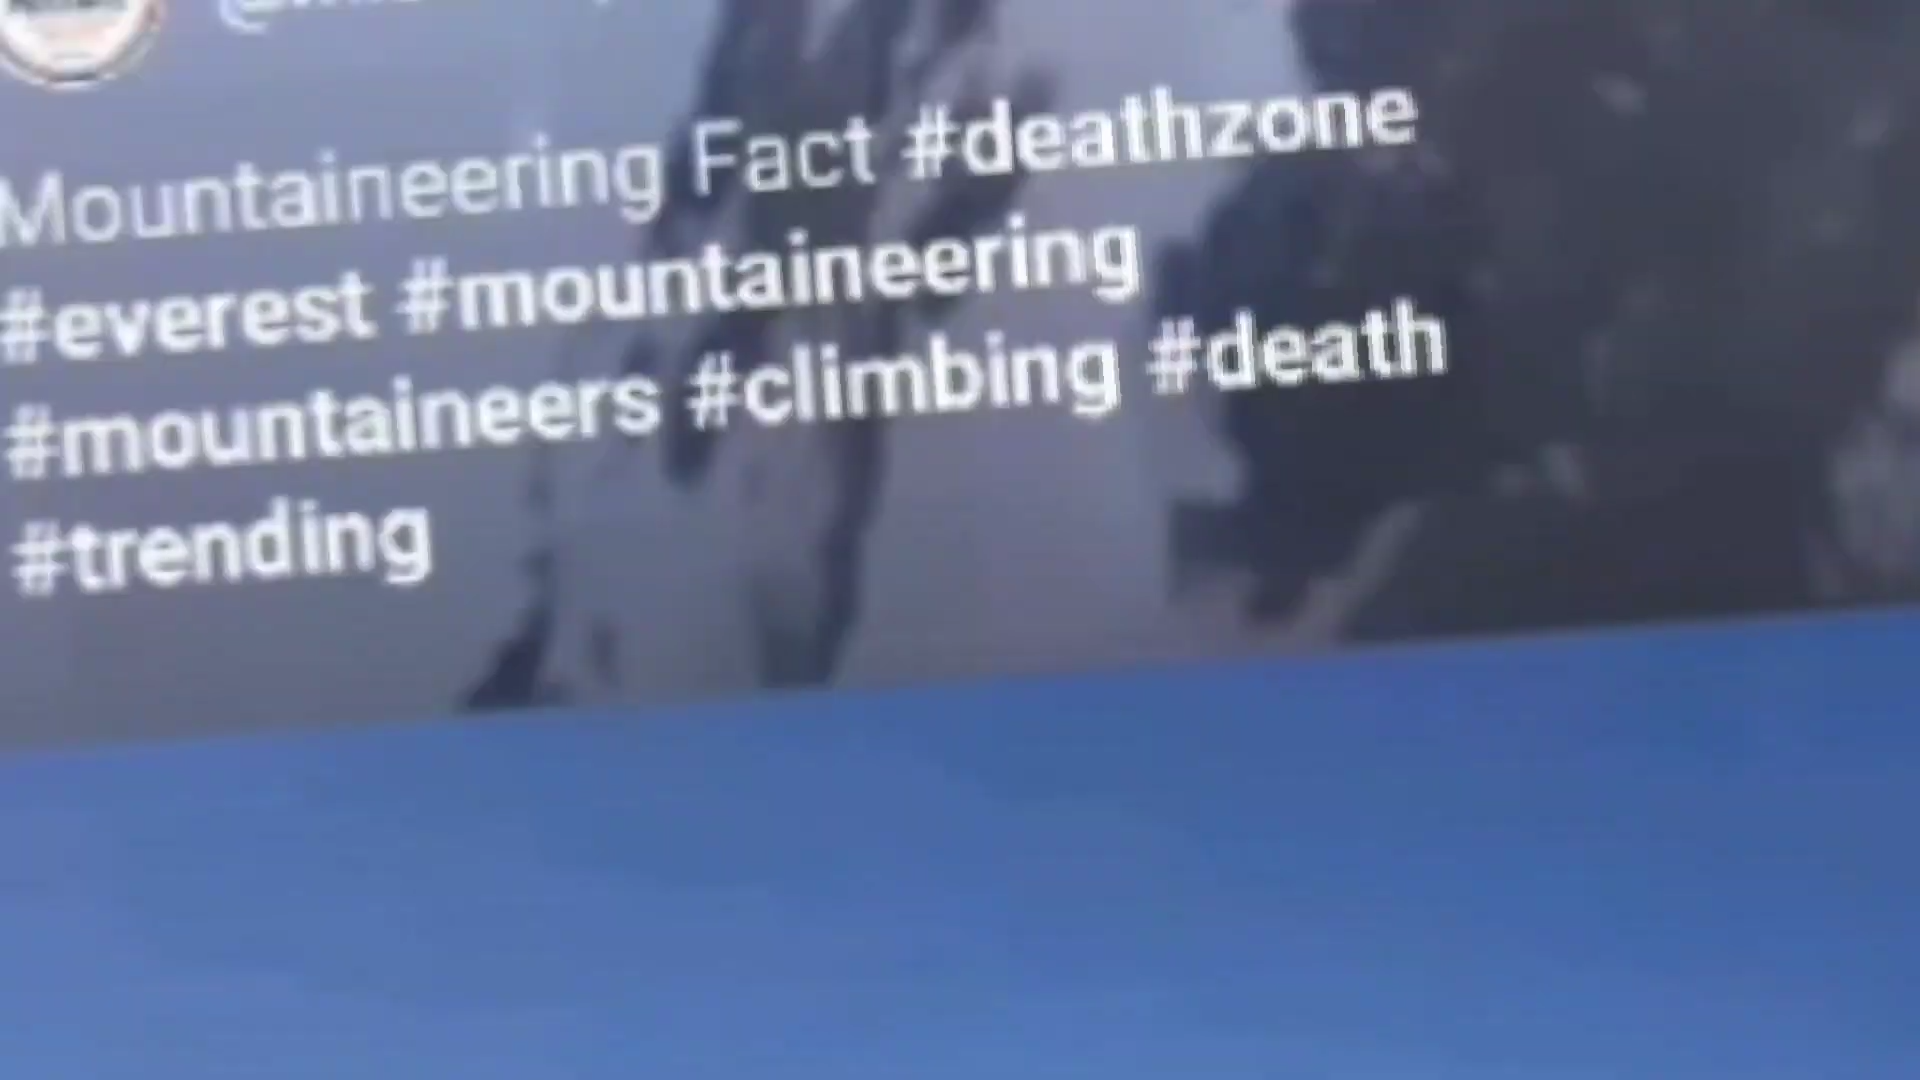 Mountaineering Fact #deathzone
#everest #mountaineering
#mountaineers #climbing #death
#trending